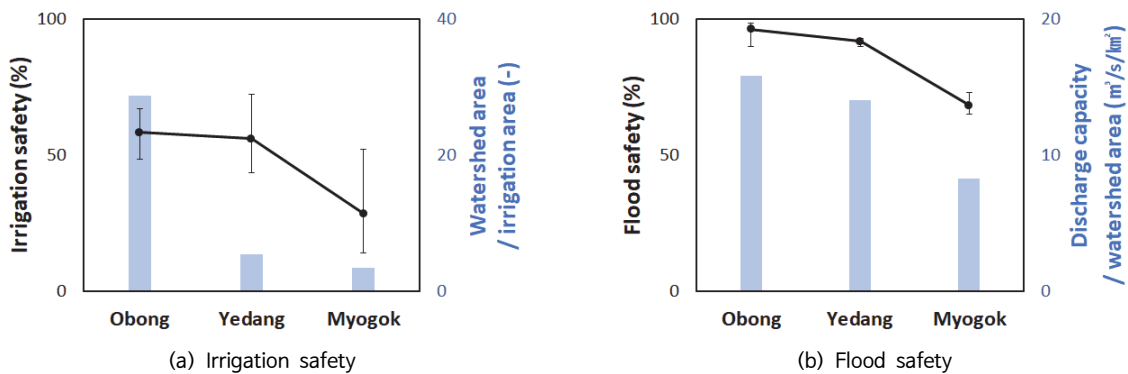 100
50
0
Irrigation safety (%)
40
20
0
Watershed area
/ irrigation area (-)
Obong Yedang Myogok
(a) Irrigation safety
100
50
0
Flood safety (%)
20
10
0
Discharge capacity
/ watershed area (㎥/s/㎢)
Obong Yedang Myogok
(b) Flood safety